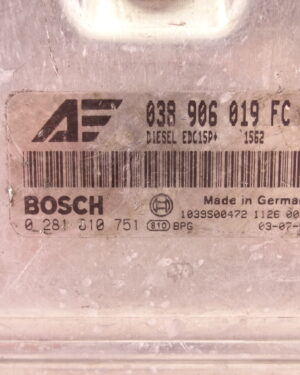 038 906 019 FC
DIESEL EDC15P+ 1562
BOSCH
Made in German
0 281 010 751 810 BPG
1039S00472 1126 00
03-07-